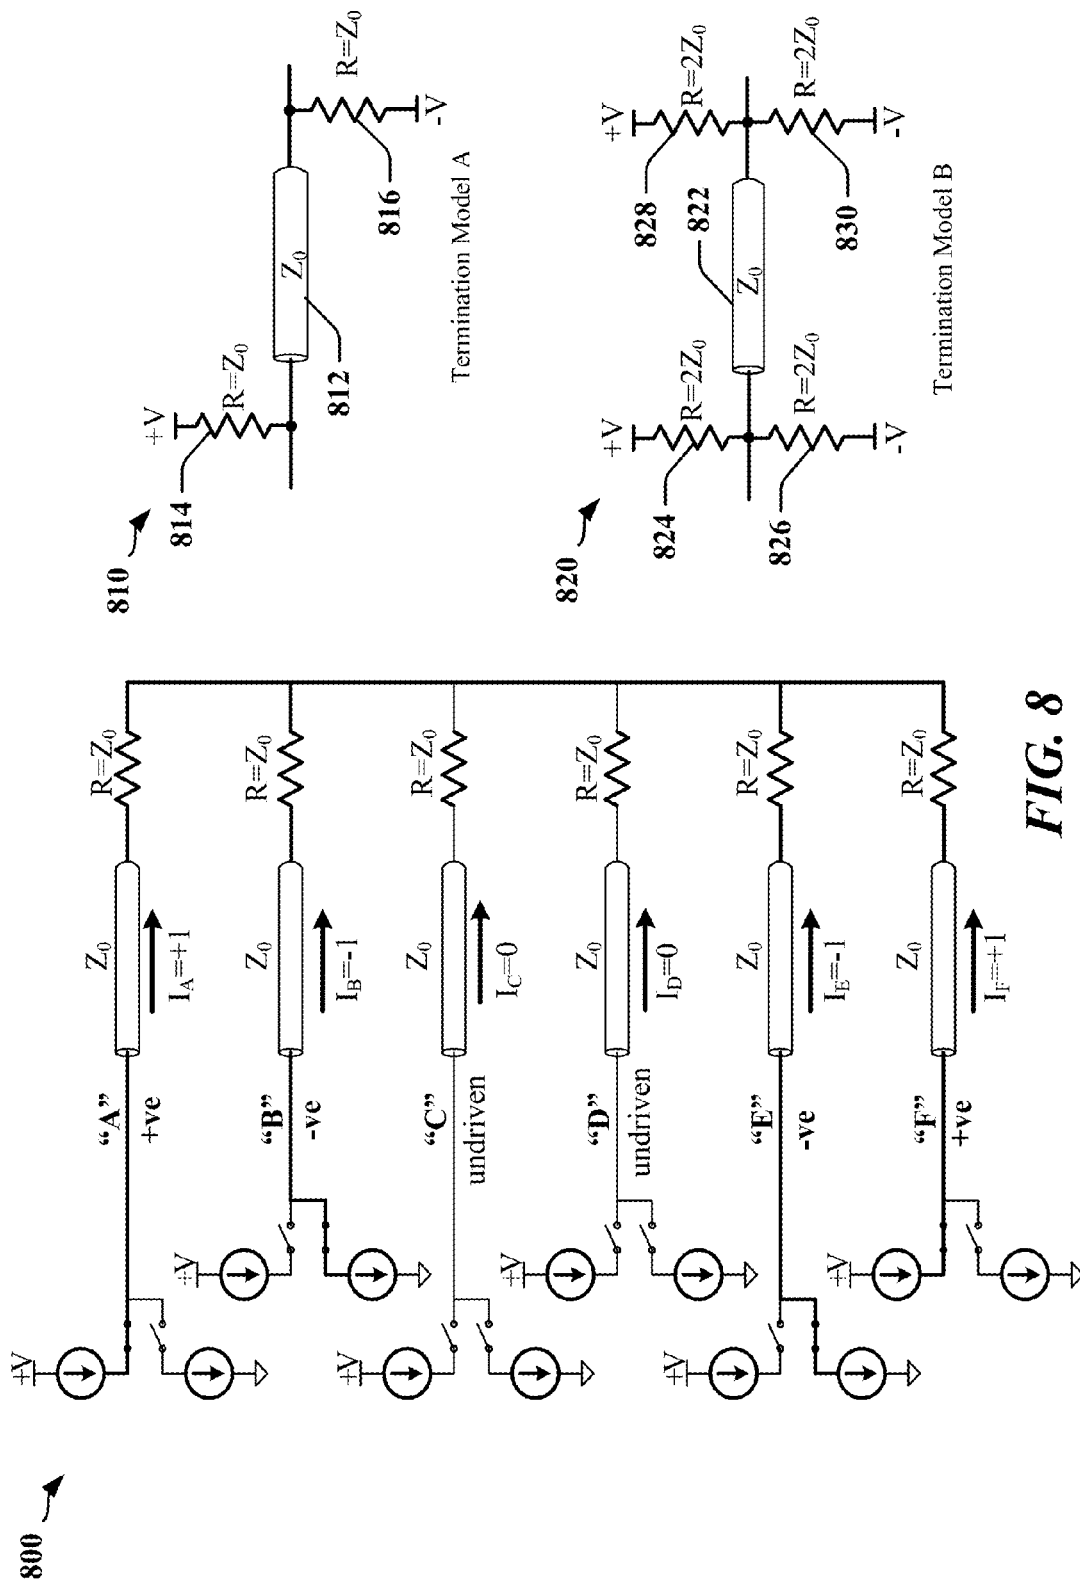 800
+V
"A"
+ve
Z0
IA=+1
R=Z0
+V
"B"
-ve
Z0
IB=-1
R=Z0
+V
"C"
undriven
Z0
IC=0
R=Z0
+V
"D"
undriven
Z0
ID=0
R=Z0
+V
"E"
-ve
Z0
IE=-1
R=Z0
+V
"F"
+ve
Z0
IF=+1
R=Z0
810
814
+V
R=Z0
Z0
812
R=Z0
816
-V
Termination Model A
820
+V
+V
824
R=2Z0
828
R=2Z0
822
Z0
826
R=2Z0
830
R=2Z0
-V
-V
Termination Model B
FIG. 8